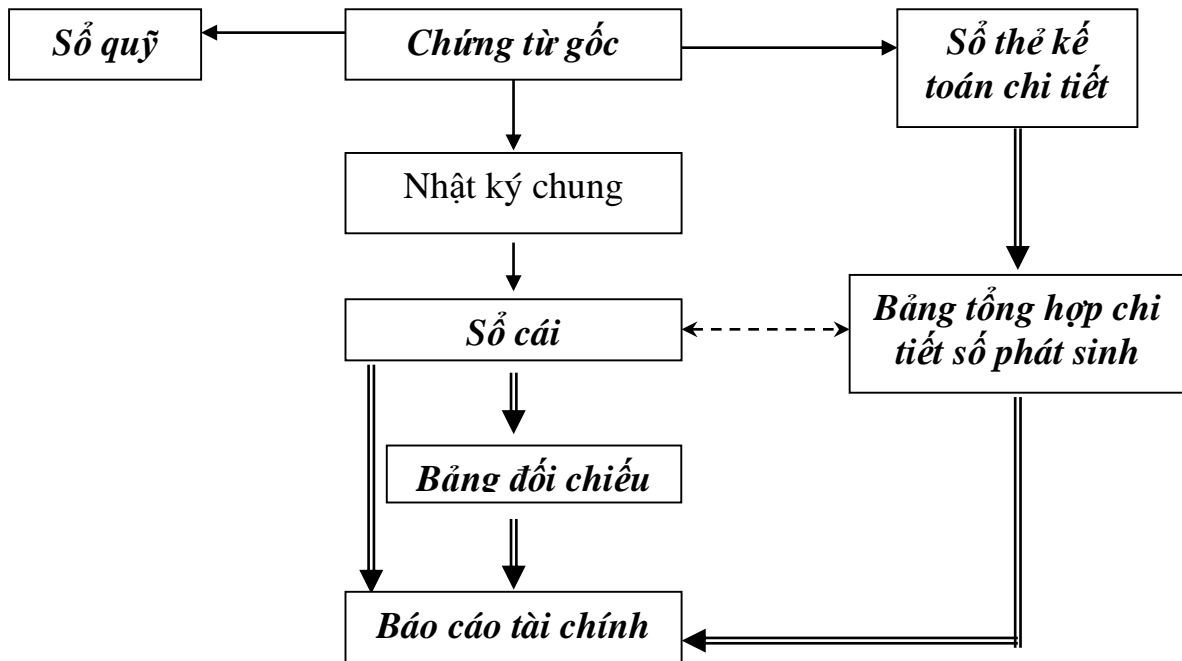 Sổ quỹ
Chứng từ gốc
Sổ thẻ kế
toán chi tiết
Nhật ký chung
Sổ cái
Bảng tổng hợp chi
tiết số phát sinh
Bảng đối chiếu
Báo cáo tài chính